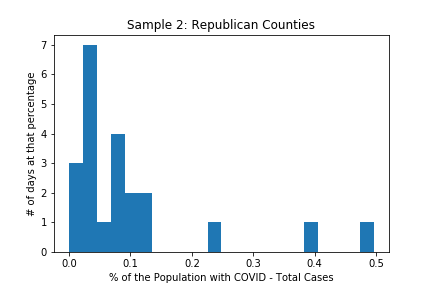 Sample 2: Republican Counties
# of days at that percentage
7
6
5
4
3
2
1
0
0.0 0.1 0.2 0.3 0.4 0.5
% of the Population with COVID - Total Cases